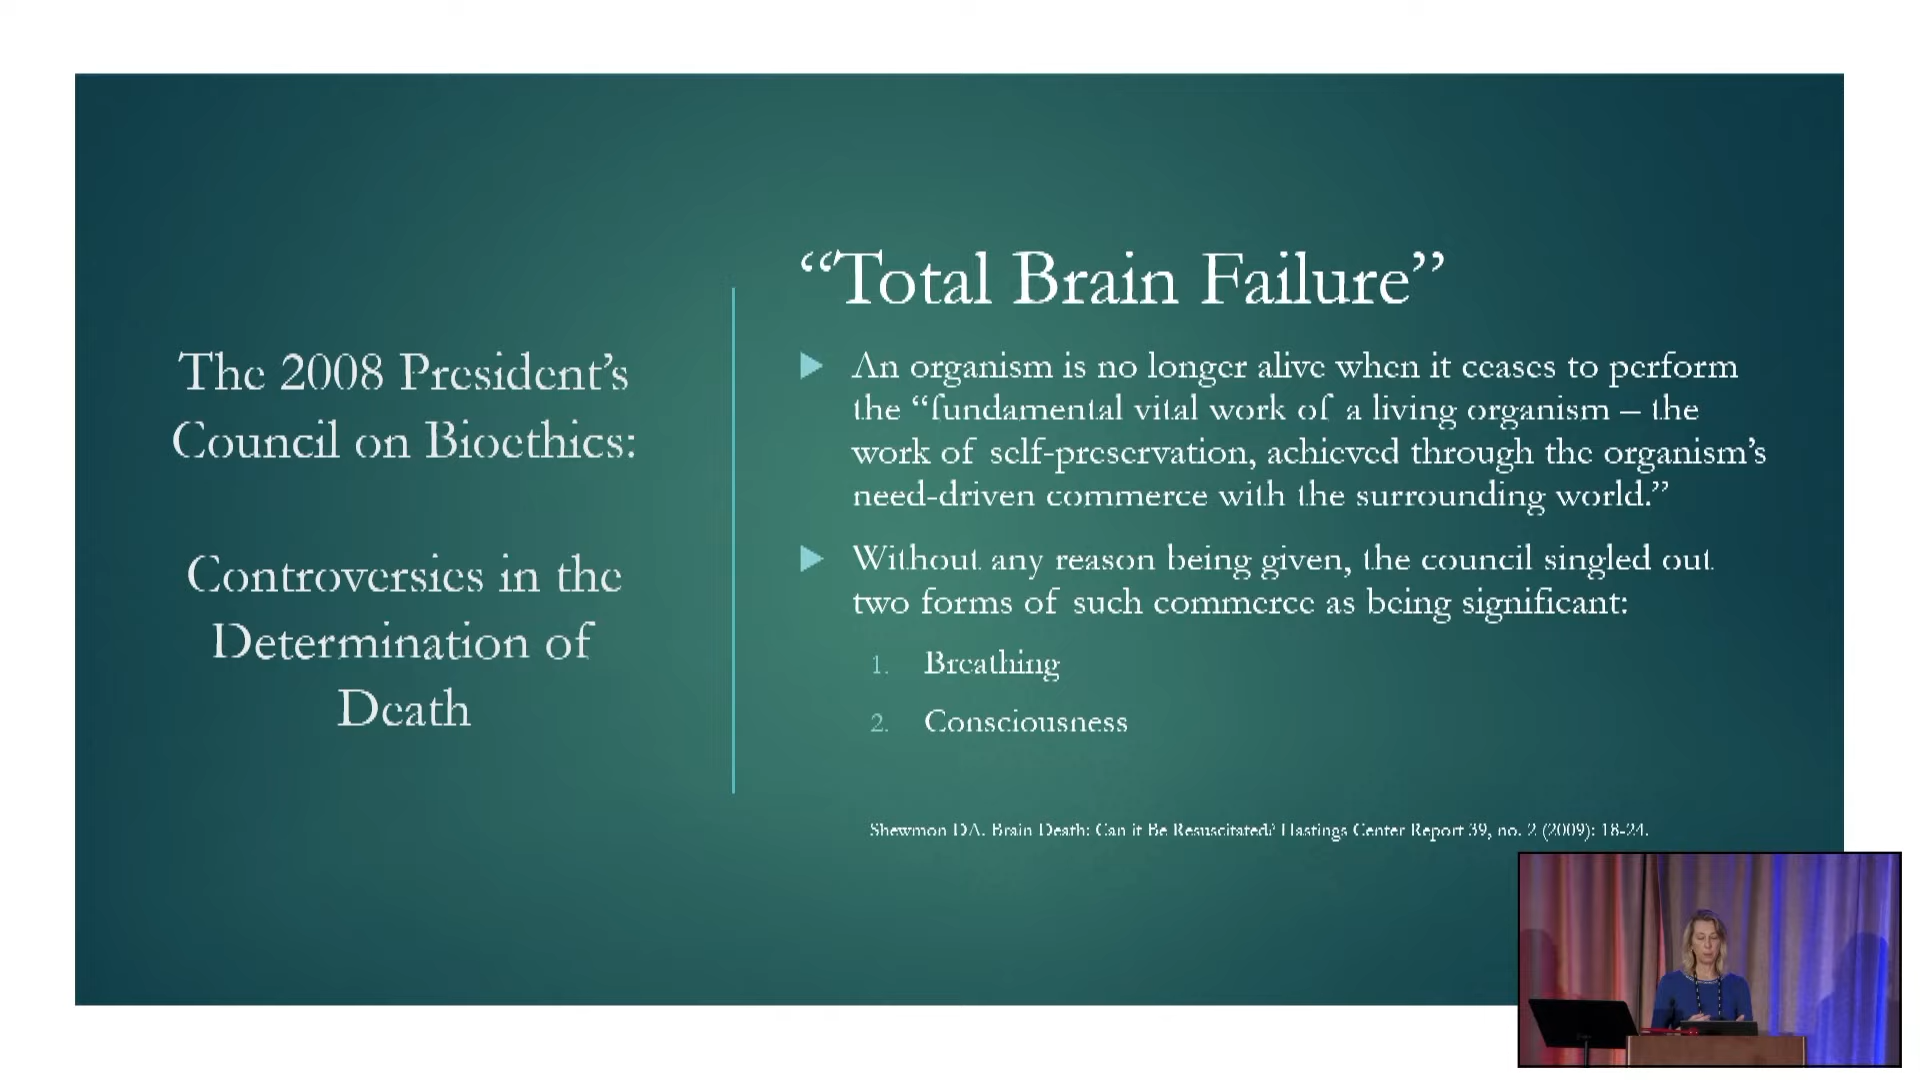 The 2008 President's
Council on Bioethics:
Controversies in the
Determination of
Death
“Total Brain Failure”
An organism is no longer alive when it ceases to perform
the “fundamental vital work of a living organism – the
work of self-preservation, achieved through the organism’s
need-driven commerce with the surrounding world.”
Without any reason being given, the council singled out
two forms of such commerce as being significant:
1. Breathing
2. Consciousness
Shewmon DA. Brain Death: Can it Be Resuscitated? Hastings Center Report 39, no. 2 (2009): 18-24.